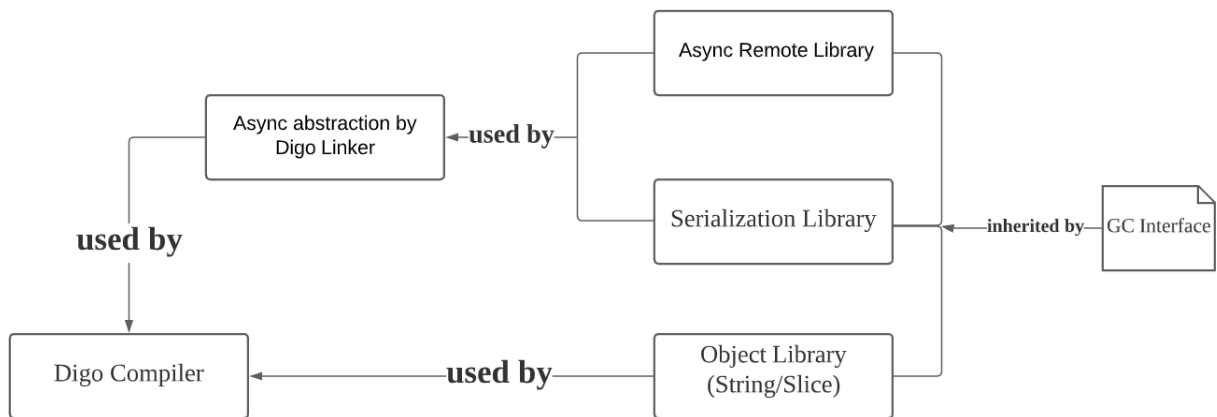 Async Remote Library
Async abstraction by
Digo Linker
used by
Serialization Library
inherited by
GC Interface
used by
Object Library
(String/Slice)
Digo Compiler
used by